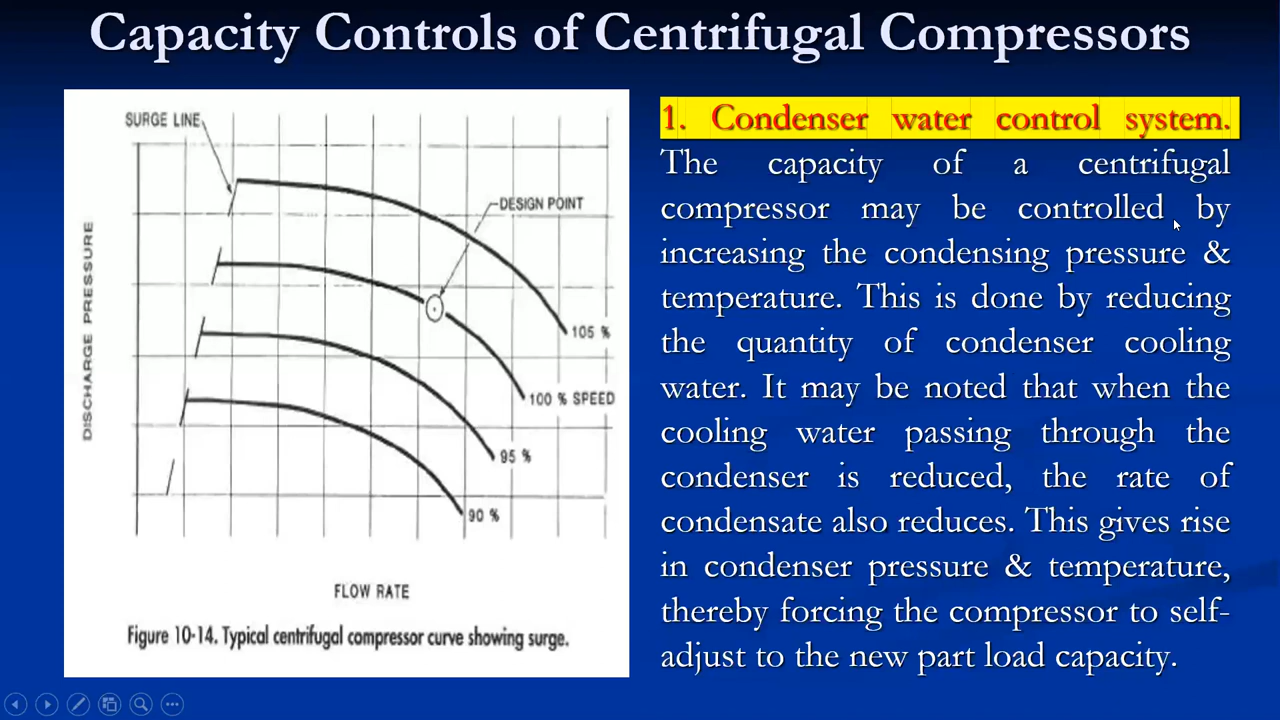 Capacity Controls of Centrifugal Compressors
SURGE LINE
DESIGN POINT
DISCHARGE PRESSURE
105 %
100 % SPEED
95 %
90 %
FLOW RATE
Figure 10-14. Typical centrifugal compressor curve showing surge.
1. Condenser water control system.
The capacity of a centrifugal
compressor may be controlled by
increasing the condensing pressure &
temperature. This is done by reducing
the quantity of condenser cooling
water. It may be noted that when the
cooling water passing through the
condenser is reduced, the rate of
condensate also reduces. This gives rise
in condenser pressure & temperature,
thereby forcing the compressor to self-
adjust to the new part load capacity.